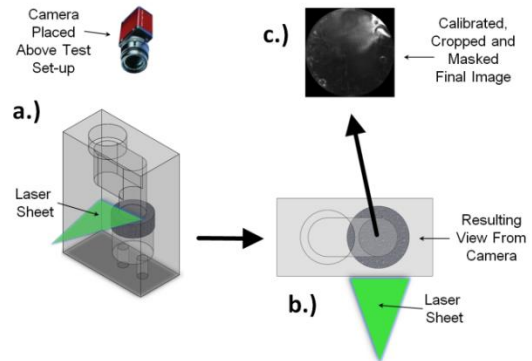 Camera
Placed
Above Test
Set-up
c.)
Calibrated,
Cropped and
Masked
Final Image
a.)
Laser
Sheet
Resulting
View From
Camera
b.)
Laser
Sheet